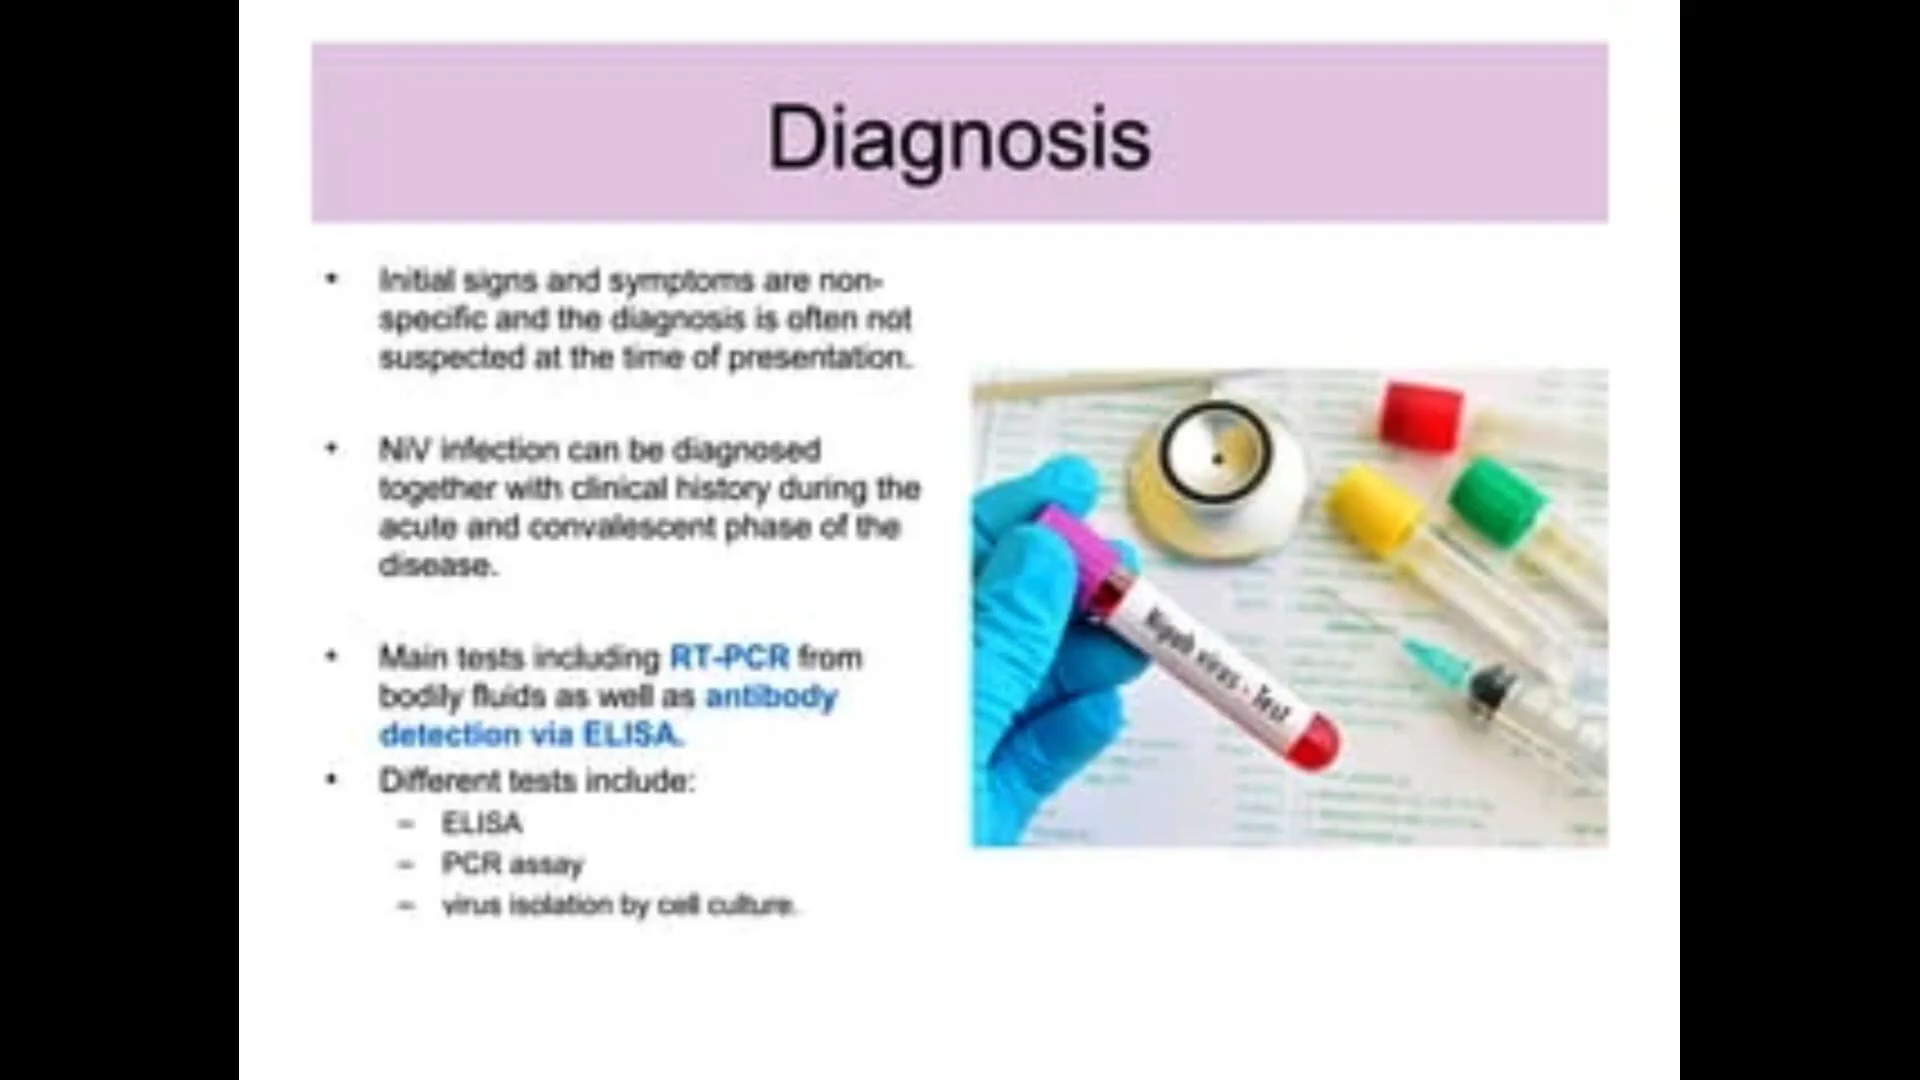 Diagnosis
• Initial signs and symptoms are non-
specific and the diagnosis is often not
suspected at the time of presentation.
• NiV infection can be diagnosed
together with clinical history during the
acute and convalescent phase of the
disease.
• Main tests including RT-PCR from
bodily fluids as well as antibody
detection via ELISA.
• Different tests include:
– ELISA
– PCR assay
– virus isolation by cell culture.
Nipah virus - Test